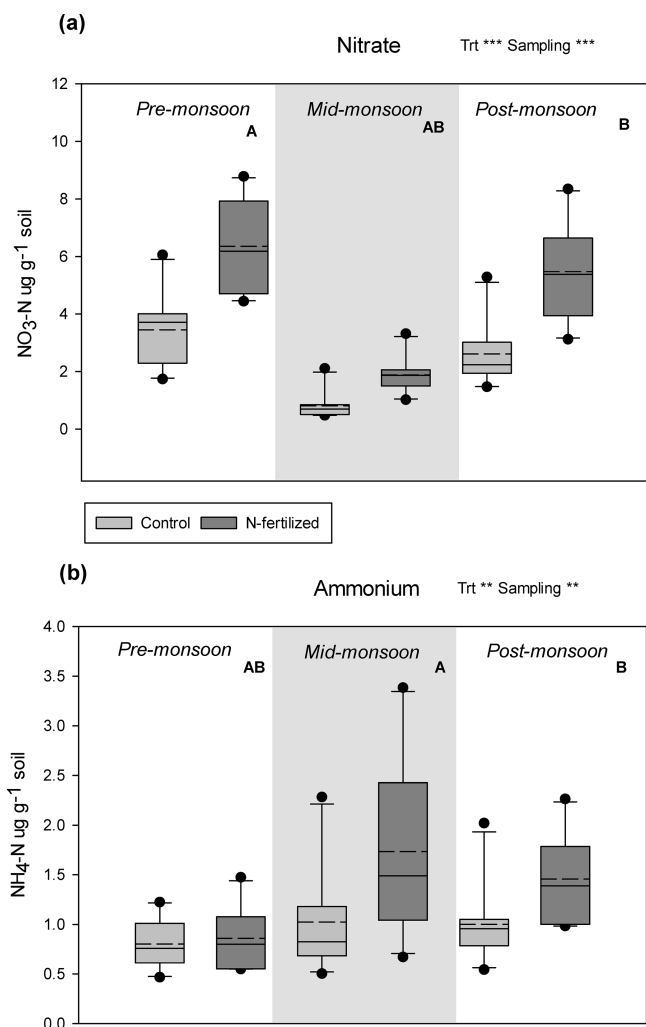 (a)
Nitrate Trt *** Sampling ***
12
10
8
6
4
2
0
NO3-N ug g-1 soil
Pre-monsoon
A
Mid-monsoon
AB
Post-monsoon
B
Control N-fertilized
(b)
Ammonium Trt ** Sampling **
4.0
3.5
3.0
2.5
2.0
1.5
1.0
0.5
0.0
NH4-N ug g-1 soil
Pre-monsoon
AB
Mid-monsoon
A
Post-monsoon
B